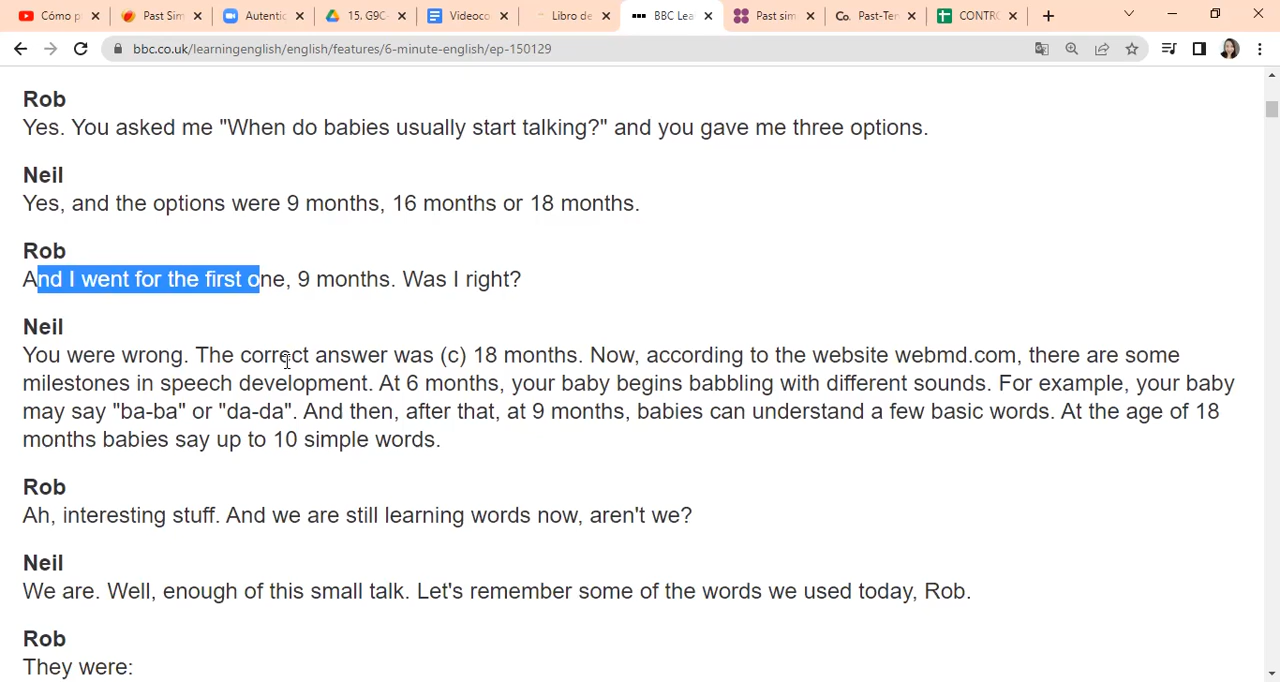 Cómo p
Past Sim
Autentic
15. G9C-
Videoco
Libro de
BBC Lea
Past sim
Co. Past-Ten
CONTRO
bbc.co.uk/learningenglish/english/features/6-minute-english/ep-150129
Rob
Yes. You asked me "When do babies usually start talking?" and you gave me three options.
Neil
Yes, and the options were 9 months, 16 months or 18 months.
Rob
And I went for the first one, 9 months. Was I right?
Neil
You were wrong. The correct answer was (c) 18 months. Now, according to the website webmd.com, there are some
milestones in speech development. At 6 months, your baby begins babbling with different sounds. For example, your baby
may say "ba-ba" or "da-da". And then, after that, at 9 months, babies can understand a few basic words. At the age of 18
months babies say up to 10 simple words.
Rob
Ah, interesting stuff. And we are still learning words now, aren't we?
Neil
We are. Well, enough of this small talk. Let's remember some of the words we used today, Rob.
Rob
They were: